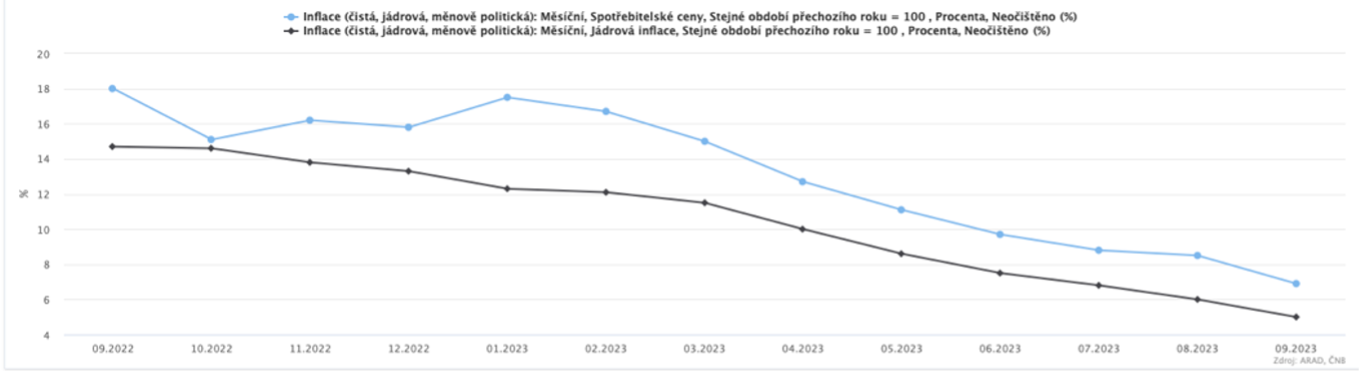 Inflace (čistá, jádrová, měnově politická): Měsíční, Spotřebitelské ceny, Stejné období přechozího roku = 100 , Procenta, Neočištěno (%)
Inflace (čistá, jádrová, měnově politická): Měsíční, Jádrová inflace, Stejné období přechozího roku = 100 , Procenta, Neočištěno (%)
20
18
16
14
%
12
10
8
6
4
09.2022 10.2022 11.2022 12.2022 01.2023 02.2023 03.2023 04.2023 05.2023 06.2023 07.2023 08.2023 09.2023
Zdroj: ARAD, ČNB